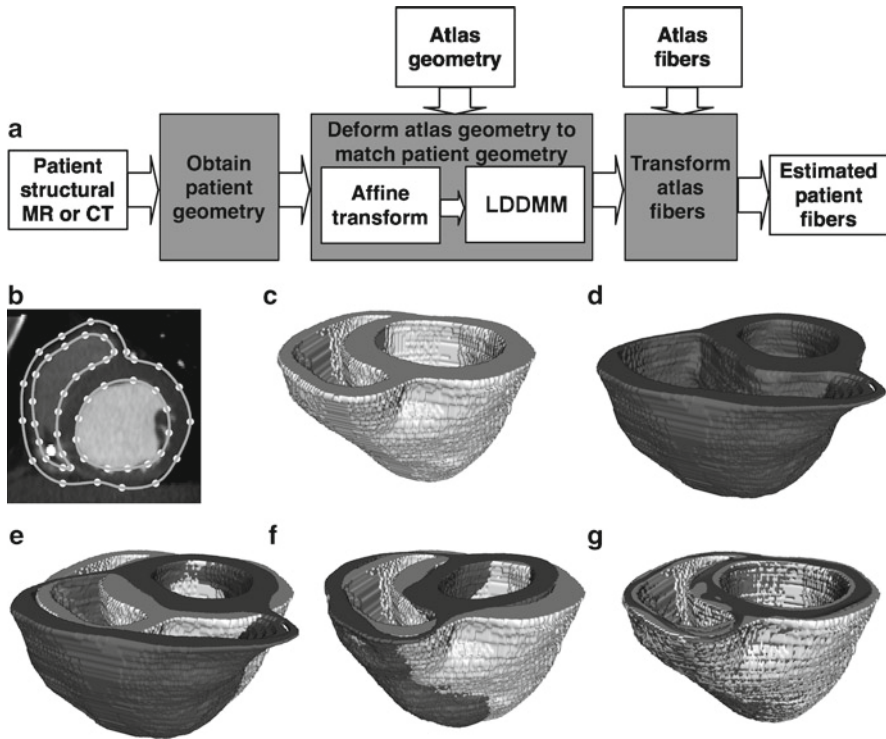 Atlas
geometry
Atlas
fibers
a
Patient
structural
MR or CT
Obtain
patient
geometry
Deform atlas geometry to
match patient geometry
Affine
transform
LDDMM
Transform
atlas
fibers
Estimated
patient
fibers
b
c
d
e
f
g